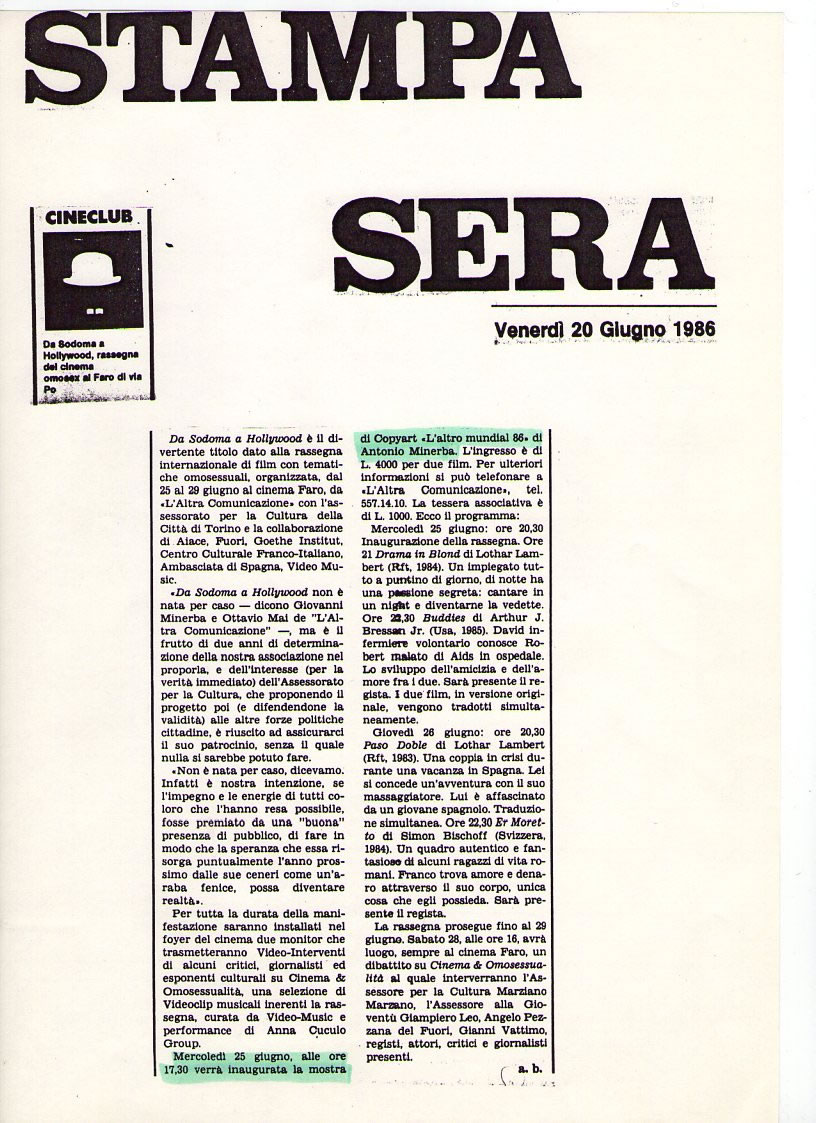 STAMPA
SERA
Venerdì 20 Giugno 1986
CINECLUB
Da Sodoma a
Hollywood, rassegna
del cinema
omosex al Faro di via
Po
Da Sodoma a Hollywood è il di-
vertente titolo dato alla rassegna
internazionale di film con temati-
che omosessuali, organizzata, dal
25 al 29 giugno al cinema Faro, da
«L'Altra Comunicazione» con l'as-
sessorato per la Cultura della
Città di Torino e la collaborazione
di Aiace, Fuori, Goethe Institut,
Centro Culturale Franco-Italiano,
Ambasciata di Spagna, Video Mu-
sic.
«Da Sodoma a Hollywood non è
nata per caso — dicono Giovanni
Minerba e Ottavio Mai de "L'Al-
tra Comunicazione" —, ma è il
frutto di due anni di determina-
zione della nostra associazione nel
proporla, e dell'interesse (per la
verità immediato) dell'Assessorato
per la Cultura, che proponendo il
progetto poi (e difendendone la
validità) alle altre forze politiche
cittadine, è riuscito ad assicurarci
il suo patrocinio, senza il quale
nulla si sarebbe potuto fare.
«Non è nata per caso, dicevamo.
Infatti è nostra intenzione, se
l'impegno e le energie di tutti co-
loro che l'hanno resa possibile,
fosse premiato da una "buona"
presenza di pubblico, di fare in
modo che la speranza che essa ri-
sorga puntualmente l'anno pros-
simo dalle sue ceneri come un'a-
raba fenice, possa diventare
realtà».
Per tutta la durata della mani-
festazione saranno installati nel
foyer del cinema due monitor che
trasmetteranno Video-Interventi
di alcuni critici, giornalisti ed
esponenti culturali su Cinema &
Omosessualità, una selezione di
Videoclip musicali inerenti la ras-
segna, curata da Video-Music e
performance di Anna Cuculo
Group.
Mercoledì 25 giugno, alle ore
17,30 verrà inaugurata la mostra
di Copyart «L'altro mundial 86» di
Antonio Minerba. L'ingresso è di
L. 4000 per due film. Per ulteriori
informazioni si può telefonare a
«L'Altra Comunicazione», tel.
557.14.10. La tessera associativa è
di L. 1000. Ecco il programma:
Mercoledì 25 giugno: ore 20,30
Inaugurazione della rassegna. Ore
21 Drama in Blond di Lothar Lam-
bert (Rft, 1984). Un impiegato tut-
to a puntino di giorno, di notte ha
una passione segreta: cantare in
un night e diventarne la vedette.
Ore 22,30 Buddies di Arthur J.
Bressan Jr. (Usa, 1985). David in-
fermiere volontario conosce Ro-
bert malato di Aids in ospedale.
Lo sviluppo dell'amicizia e dell'a-
more fra i due. Sarà presente il re-
gista. I due film, in versione origi-
nale, vengono tradotti simulta-
neamente.
Giovedì 26 giugno: ore 20,30
Paso Doble di Lothar Lambert
(Rft, 1983). Una coppia in crisi du-
rante una vacanza in Spagna. Lei
si concede un'avventura con il suo
massaggiatore. Lui è affascinato
da un giovane spagnolo. Traduzio-
ne simultanea. Ore 22,30 Er Moret-
to di Simon Bischoff (Svizzera,
1984). Un quadro autentico e fan-
tasioso di alcuni ragazzi di vita ro-
mani. Franco trova amore e dena-
ro attraverso il suo corpo, unica
cosa che egli possieda. Sarà pre-
sente il regista.
La rassegna prosegue fino al 29
giugno. Sabato 28, alle ore 16, avrà
luogo, sempre al cinema Faro, un
dibattito su Cinema & Omosessua-
lità al quale interverranno l'As-
sessore per la Cultura Marziano
Marzano, l'Assessore alla Gio-
ventù Giampiero Leo, Angelo Pez-
zana del Fuori, Gianni Vattimo,
registi, attori, critici e giornalisti
presenti.
a. b.